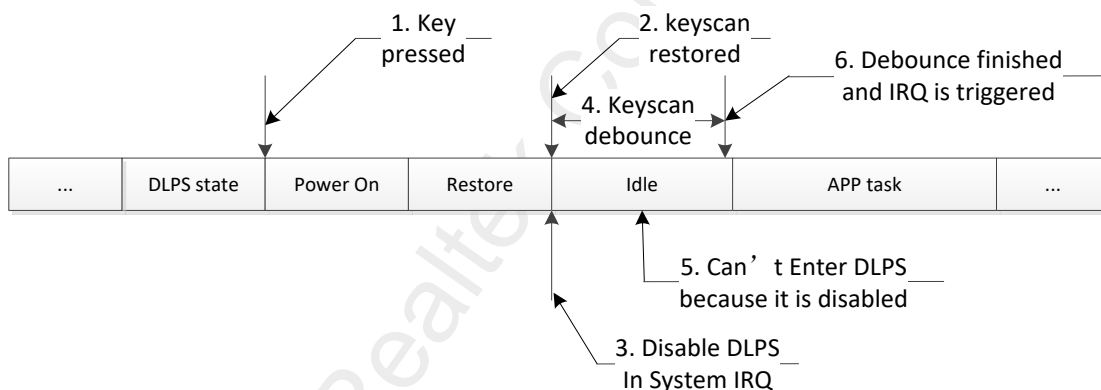 1. Key
pressed
2. keyscan
restored
6. Debounce finished
and IRQ is triggered
4. Keyscan
debounce
...
DLPS state
Power On
Restore
Idle
APP task
...
5. Can’t Enter DLPS
because it is disabled
3. Disable DLPS
In System IRQ
Realtek